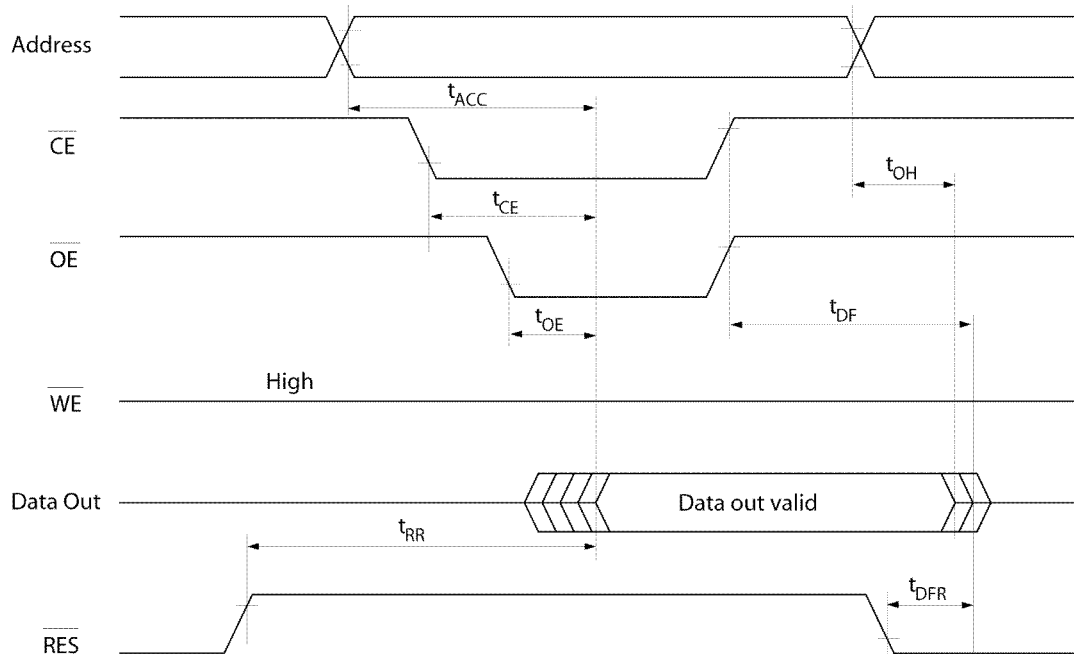 Address
tACC
CE
tOH
tCE
OE
tDF
tOE
High
WE
Data Out
Data out valid
tRR
tDFR
RES